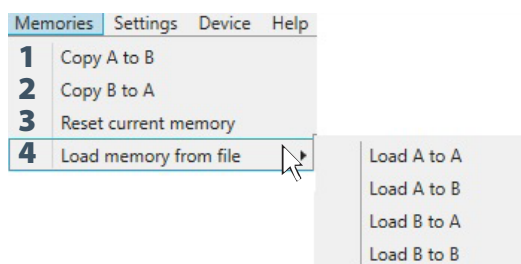 Memories Settings Device Help
1 Copy A to B
2 Copy B to A
3 Reset current memory
4 Load memory from file
Load A to A
Load A to B
Load B to A
Load B to B